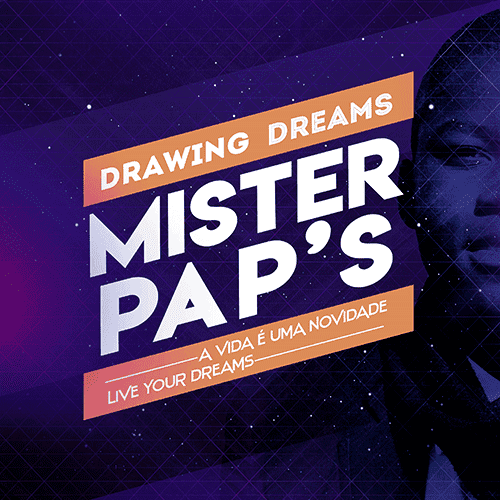 DRAWING DREAMS
MISTER
PAP'S
A VIDA É UMA NOVIDADE
LIVE YOUR DREAMS